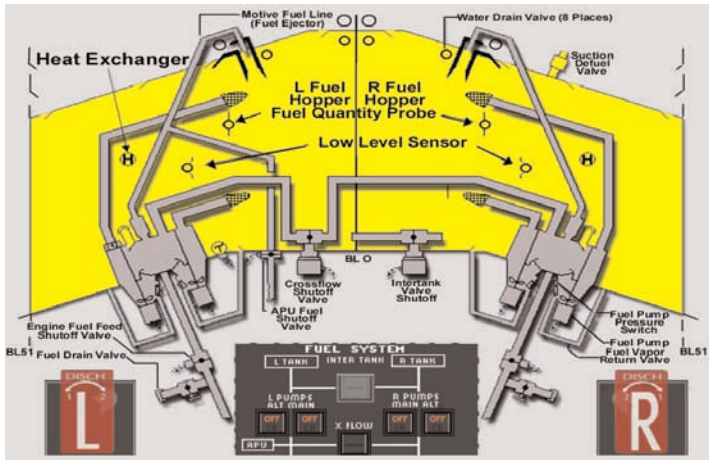 Motive Fuel Line
(Fuel Ejector)
Water Drain Valve (8 Places)
Heat Exchanger
Suction
Defuel
Valve
L Fuel
Hopper
R Fuel
Hopper
Fuel Quantity Probe
H
H
Low Level Sensor
T
BL O
Crossflow
Shutoff
Valve
Intertank
Valve
Shutoff
APU Fuel
Shutoff
Valve
Engine Fuel Feed
Shutoff Valve
Fuel Drain Valve
BL51
Fuel Pump
Pressure
Switch
Fuel Pump
Fuel Vapor
Return Valve
BL51
FUEL SYSTEM
L TANK
INTER TANK
R TANK
L PUMPS
ALT MAIN
R PUMPS
MAIN ALT
OFF
OFF
OFF
OFF
X FLOW
APU
DISCH
1 2
L
DISCH
1 2
R